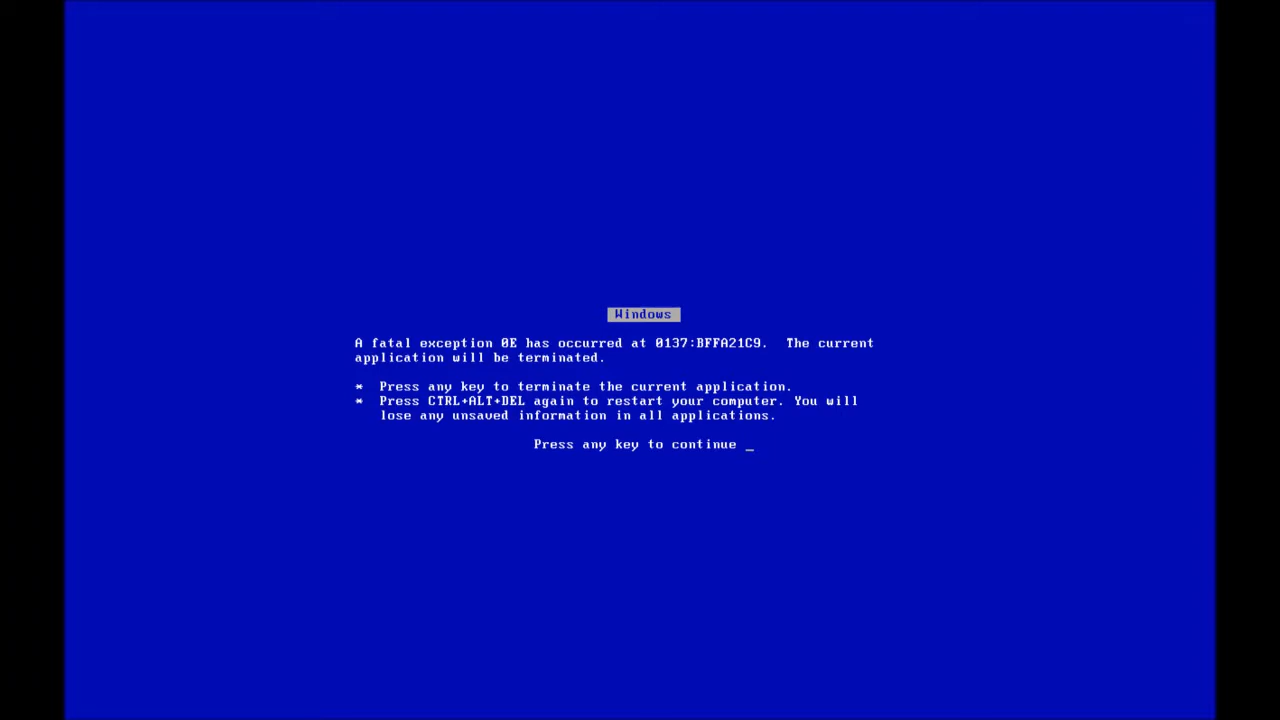 Windows
A fatal exception 0E has occurred at 0137:BFFA21C9.  The current
application will be terminated.
*  Press any key to terminate the current application.
*  Press CTRL+ALT+DEL again to restart your computer. You will
lose any unsaved information in all applications.
Press any key to continue _